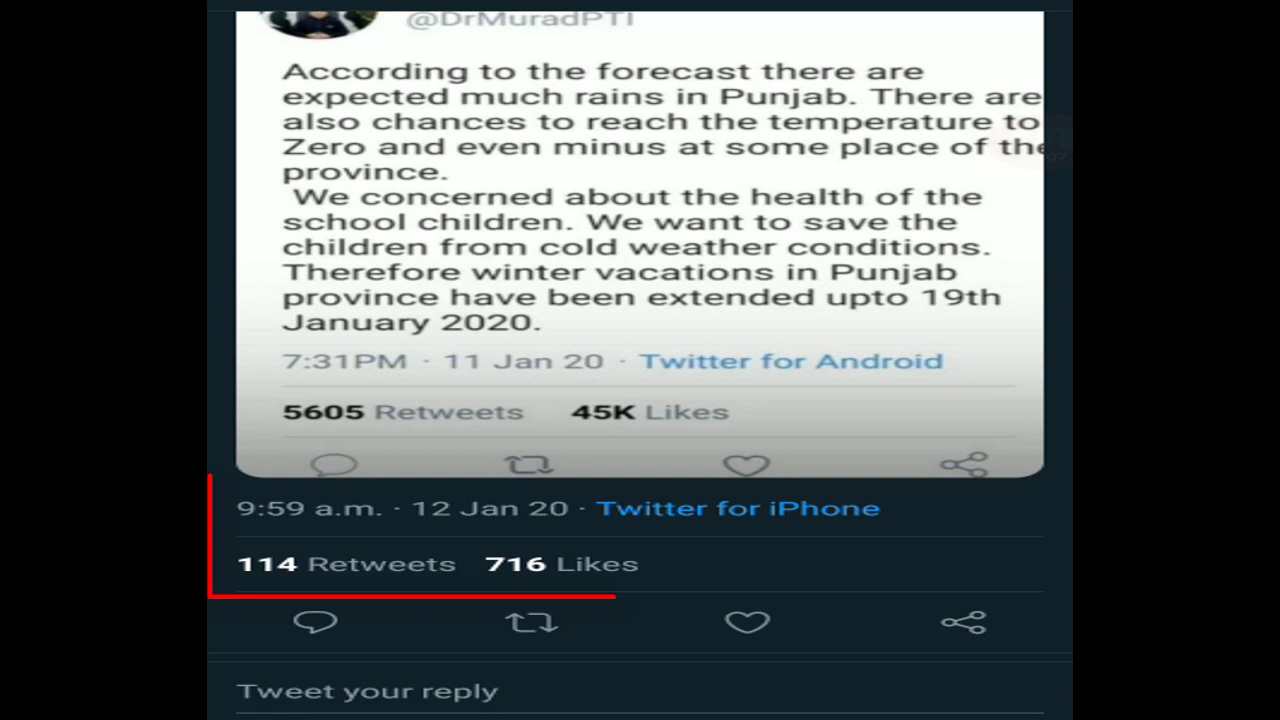 @DrMuradPTI
According to the forecast there are
expected much rains in Punjab. There are
also chances to reach the temperature to
Zero and even minus at some place of the
province.
We concerned about the health of the
school children. We want to save the
children from cold weather conditions.
Therefore winter vacations in Punjab
province have been extended upto 19th
January 2020.
7:31PM · 11 Jan 20 · Twitter for Android
5605 Retweets 45K Likes
9:59 a.m. · 12 Jan 20 · Twitter for iPhone
114 Retweets 716 Likes
Tweet your reply